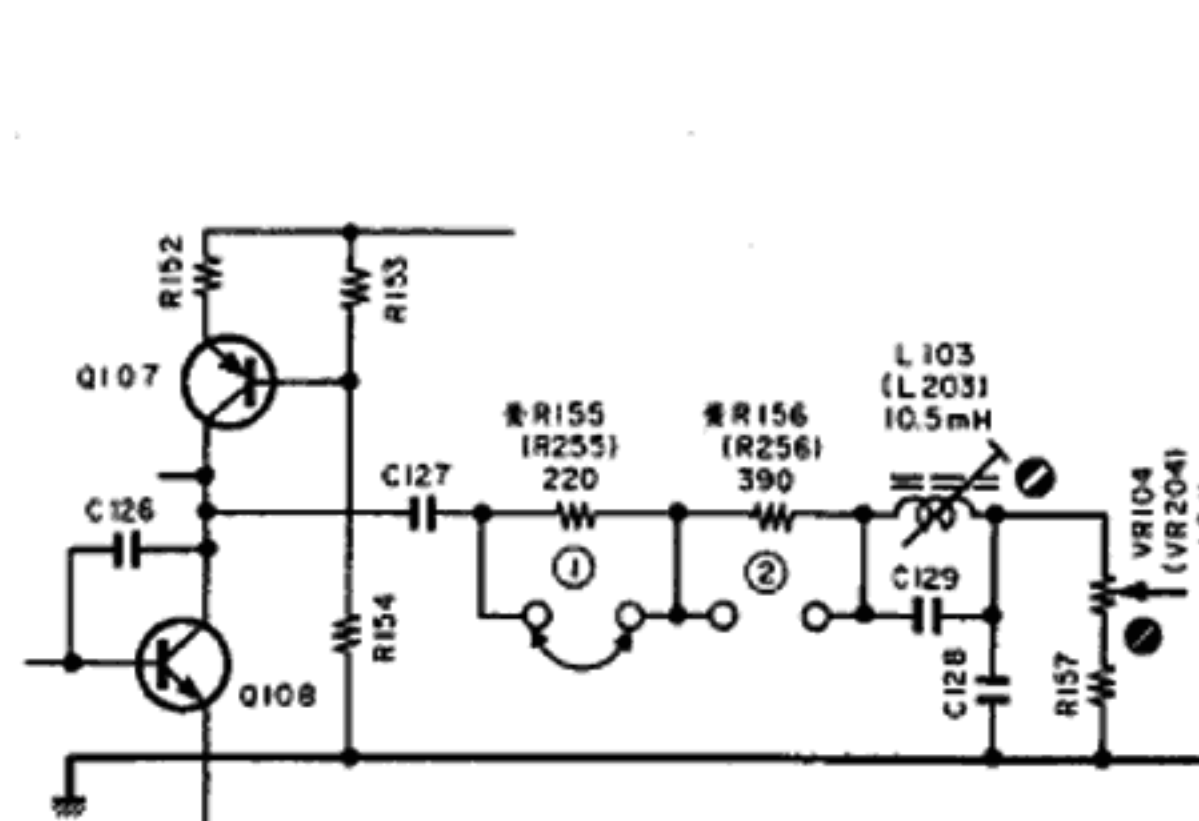 R152
R153
Q107
C126
Q108
R154
C127
R155
(R255)
220
①
R156
(R256)
390
②
L103
(L203)
10.5mH
C129
C128
R157
VR104
(VR204)